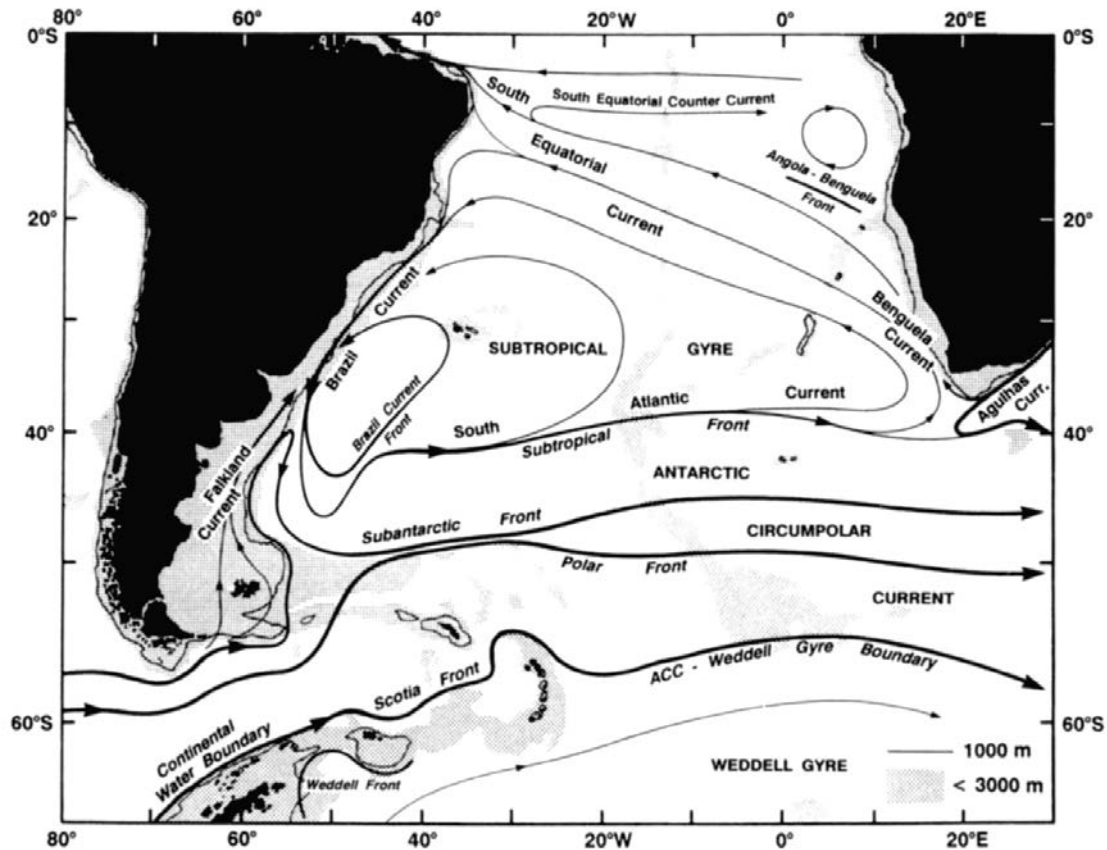 80° 60° 40° 20°W 0° 20°E
0°S 0°S
South
South Equatorial Counter Current
Equatorial
Angola - Benguela
Front
20° 20°
Current
Current
Benguela
Current
Brazil
SUBTROPICAL GYRE
Brazil Current
Front
Current
Agulhas
Curr.
Atlantic
South
Subtropical Front
40° 40°
ANTARCTIC
Falkland
Current
Subantarctic Front
CIRCUMPOLAR
Polar Front
CURRENT
ACC - Weddell Gyre Boundary
Scotia Front
60°S 60°S
Continental
Water Boundary
1000 m
WEDDELL GYRE
Weddell Front
< 3000 m
80° 60° 40° 20°W 0° 20°E